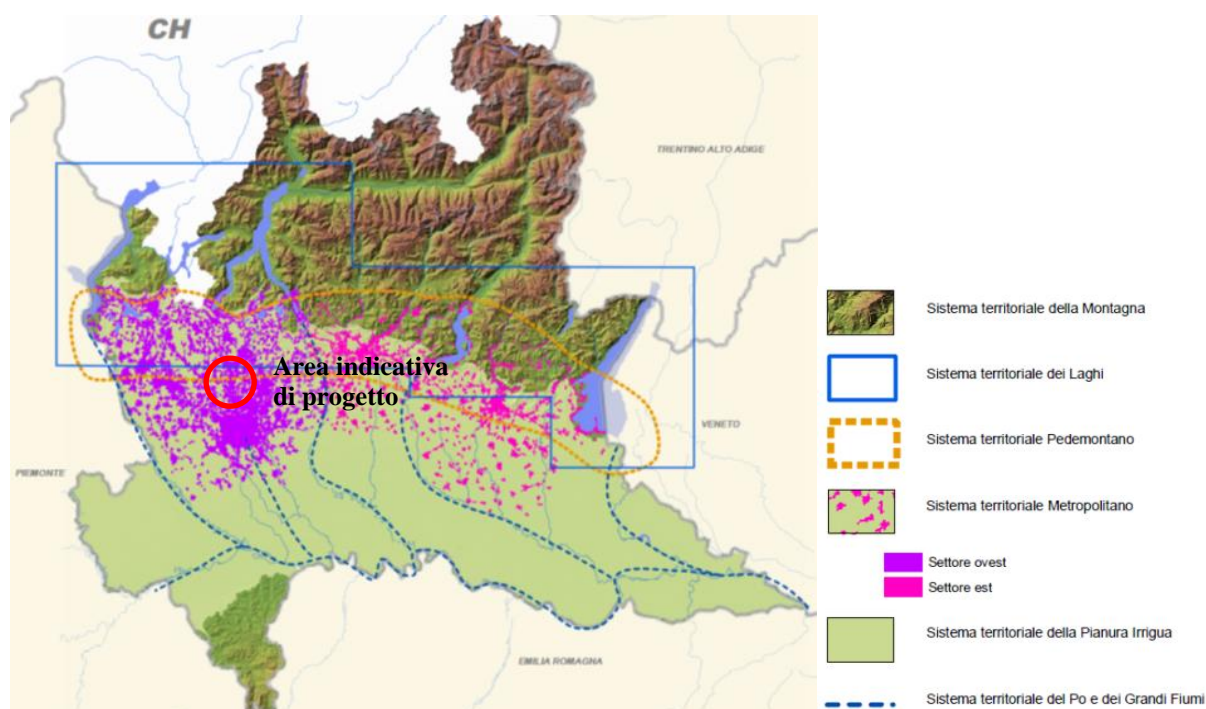 CH
TRENTINO ALTO ADIGE
Area indicativa
di progetto
VENETO
PIEMONTE
EMILIA ROMAGNA
Sistema territoriale della Montagna
Sistema territoriale dei Laghi
Sistema territoriale Pedemontano
Sistema territoriale Metropolitano
Settore ovest
Settore est
Sistema territoriale della Pianura Irrigua
Sistema territoriale del Po e dei Grandi Fiumi